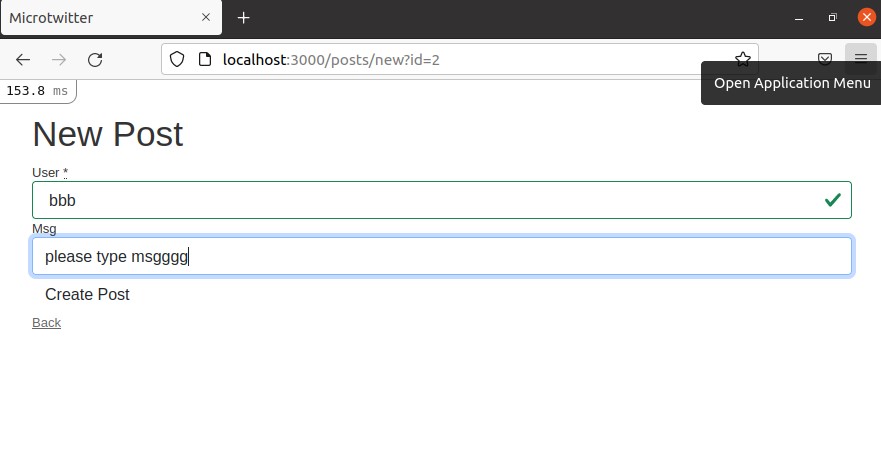 Microtwitter
localhost:3000/posts/new?id=2
153.8 ms
Open Application Menu
New Post
User *
bbb
Msg
please type msgggg
Create Post
Back